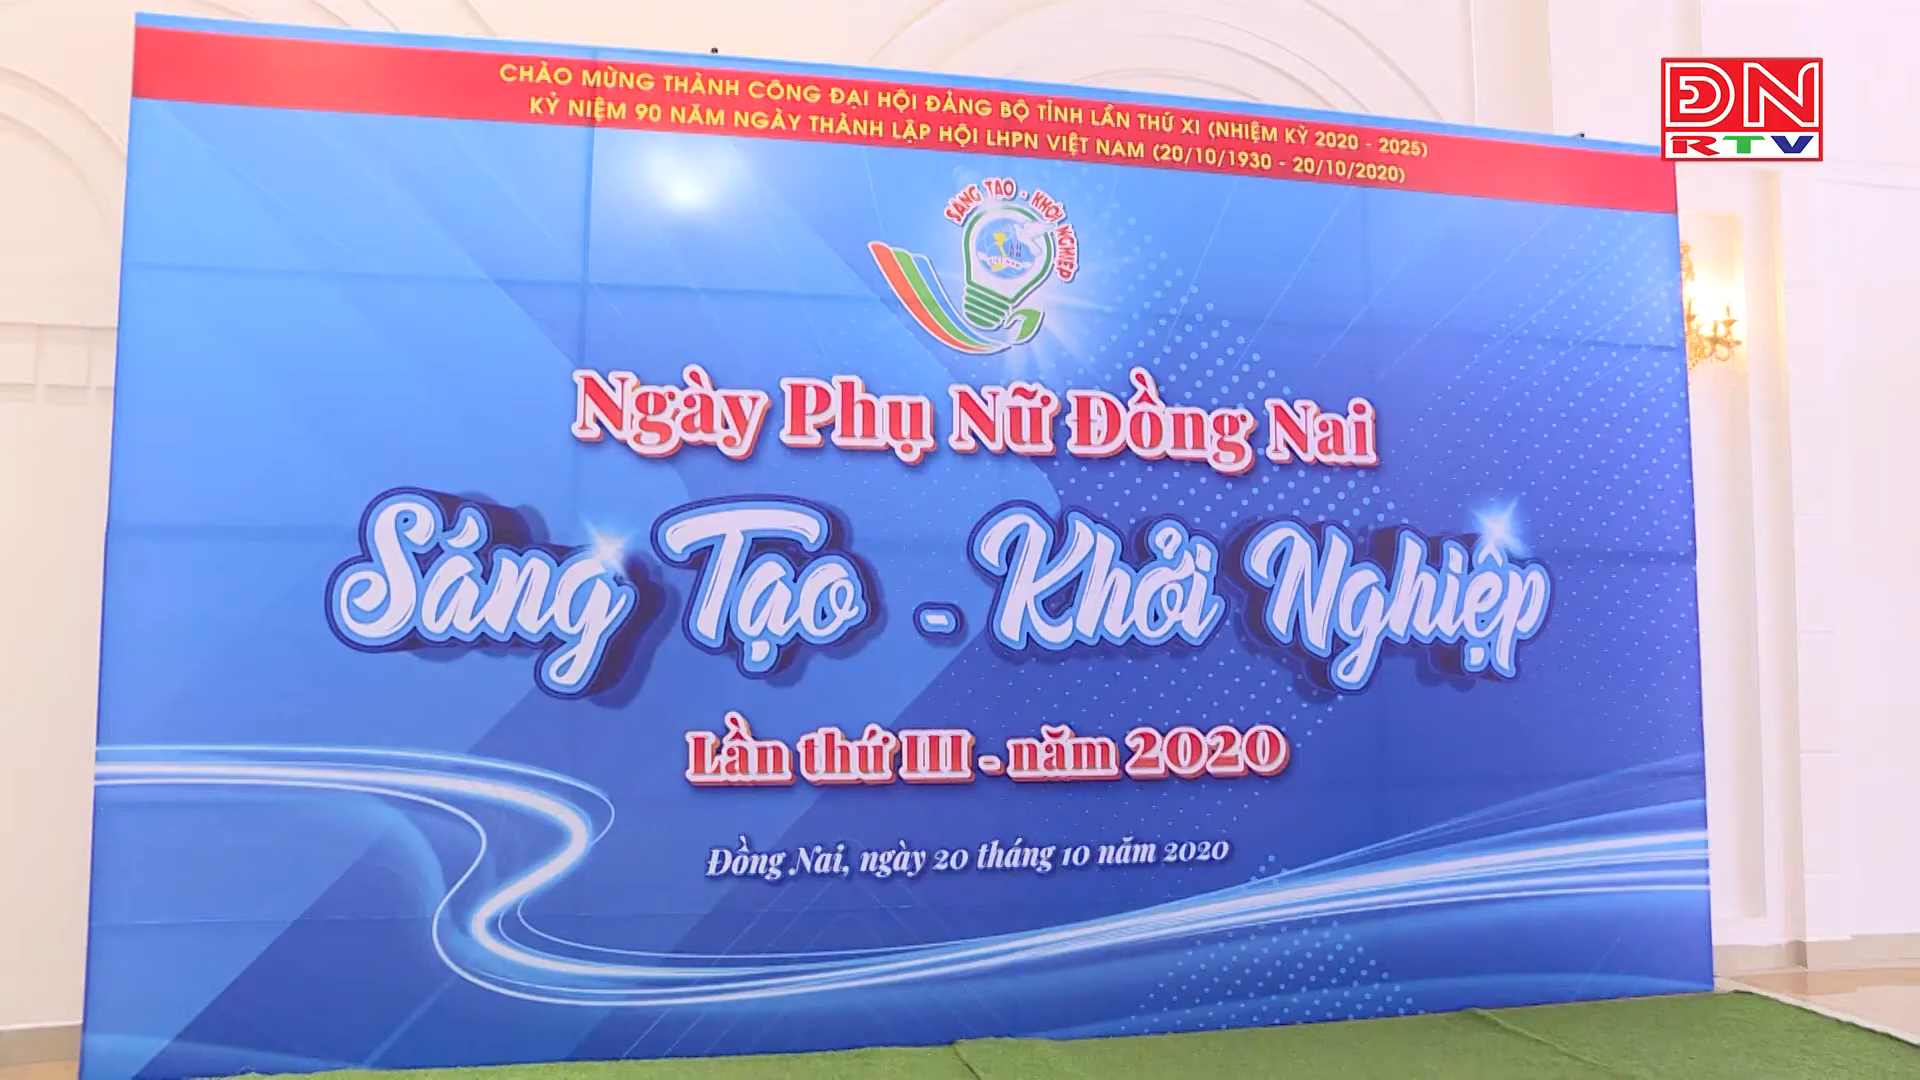 CHÀO MỪNG THÀNH CÔNG ĐẠI HỘI ĐẢNG BỘ TỈNH LẦN THỨ XI (NHIỆM KỲ 2020 - 2025)
KỶ NIỆM 90 NĂM NGÀY THÀNH LẬP HỘI LHPN VIỆT NAM (20/10/1930 - 20/10/2020)
ĐN
RTV
SÁNG TẠO - KHỞI NGHIỆP
VIỆT NAM
Ngày Phụ Nữ Đồng Nai
Sáng Tạo - Khởi Nghiệp
Lần thứ III - năm 2020
Đồng Nai, ngày 20 tháng 10 năm 2020